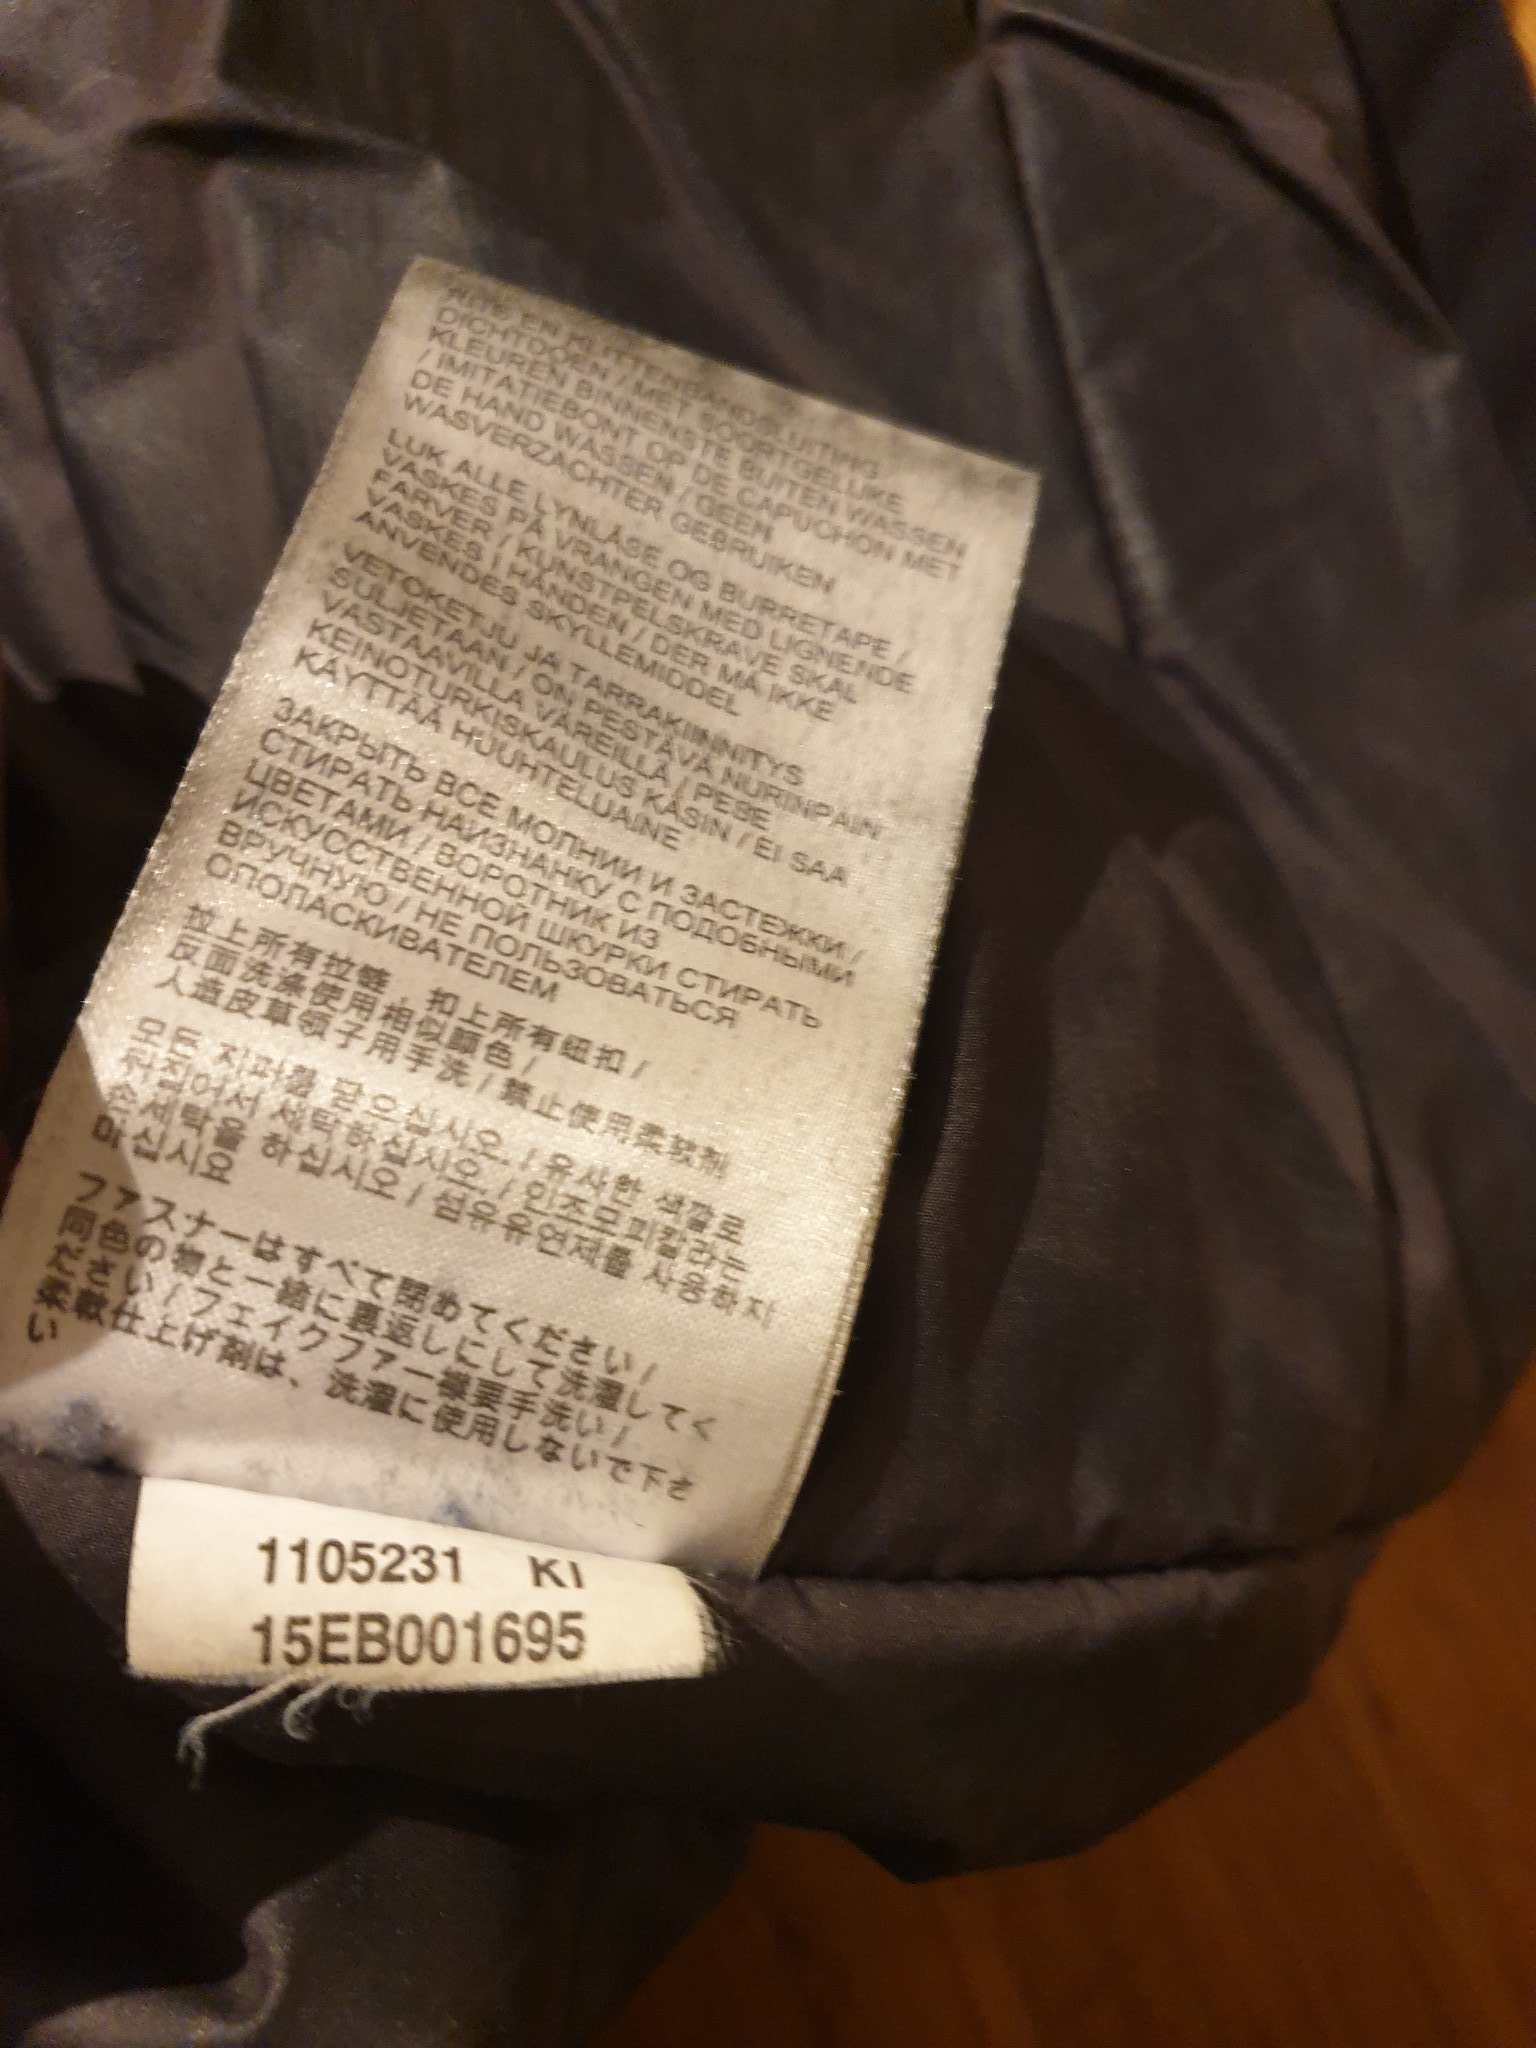 RITS- EN KLITTENBANDSLUITING
DICHTDOEN / MET SOORTGELIJKE
KLEUREN BINNENSTE BUITEN WASSEN
/ IMITATIEBONT OP DE CAPUCHON MET
DE HAND WASSEN / GEEN
WASVERZACHTER GEBRUIKEN
LUK ALLE LYNLÅSE OG BURRETAPE /
VASKES PÅ VRANGEN MED LIGNENDE
FARVER / KUNSTPELSKRAVE SKAL
VASKES I HÅNDEN / DER MÅ IKKE
ANVENDES SKYLLEMIDDEL
VETOKETJU JA TARRAKIINNITYS
SULJETAAN / ON PESTÄVÄ NURINPÄIN
VASTAAVILLA VÄREILLÄ / PESE
KEINOTURKISKAULUS KÄSIN / EI SAA
KÄYTTÄÄ HUUHTELUAINE
ЗАКРЫТЬ ВСЕ МОЛНИИ И ЗАСТЕЖКИ /
СТИРАТЬ НАИЗНАНКУ С ПОДОБНЫМИ
ЦВЕТАМИ / ВОРОТНИК ИЗ
ИСКУССТВЕННОЙ ШКУРКИ СТИРАТЬ
ВРУЧНУЮ / НЕ ПОЛЬЗОВАТЬСЯ
ОПОЛАСКИВАТЕЛЕМ
拉上所有拉链，扣上所有纽扣 /
反面洗涤使用相似颜色 /
人造皮草领子用手洗 / 禁止使用柔软剂
모든 지퍼를 닫으십시오. / 유사한 색깔로
뒤집어서 세탁하십시오. / 인조모피칼라는
손세탁을 하십시오 / 섬유유연제를 사용하지
마십시오
ファスナーはすべて閉めてください /
同色の物と一緒に裏返しにして洗濯してく
ださい / フェイクファー襟要手洗い /
柔軟仕上げ剤は、洗濯に使用しないで下さ
い
1105231 KI
15EB001695